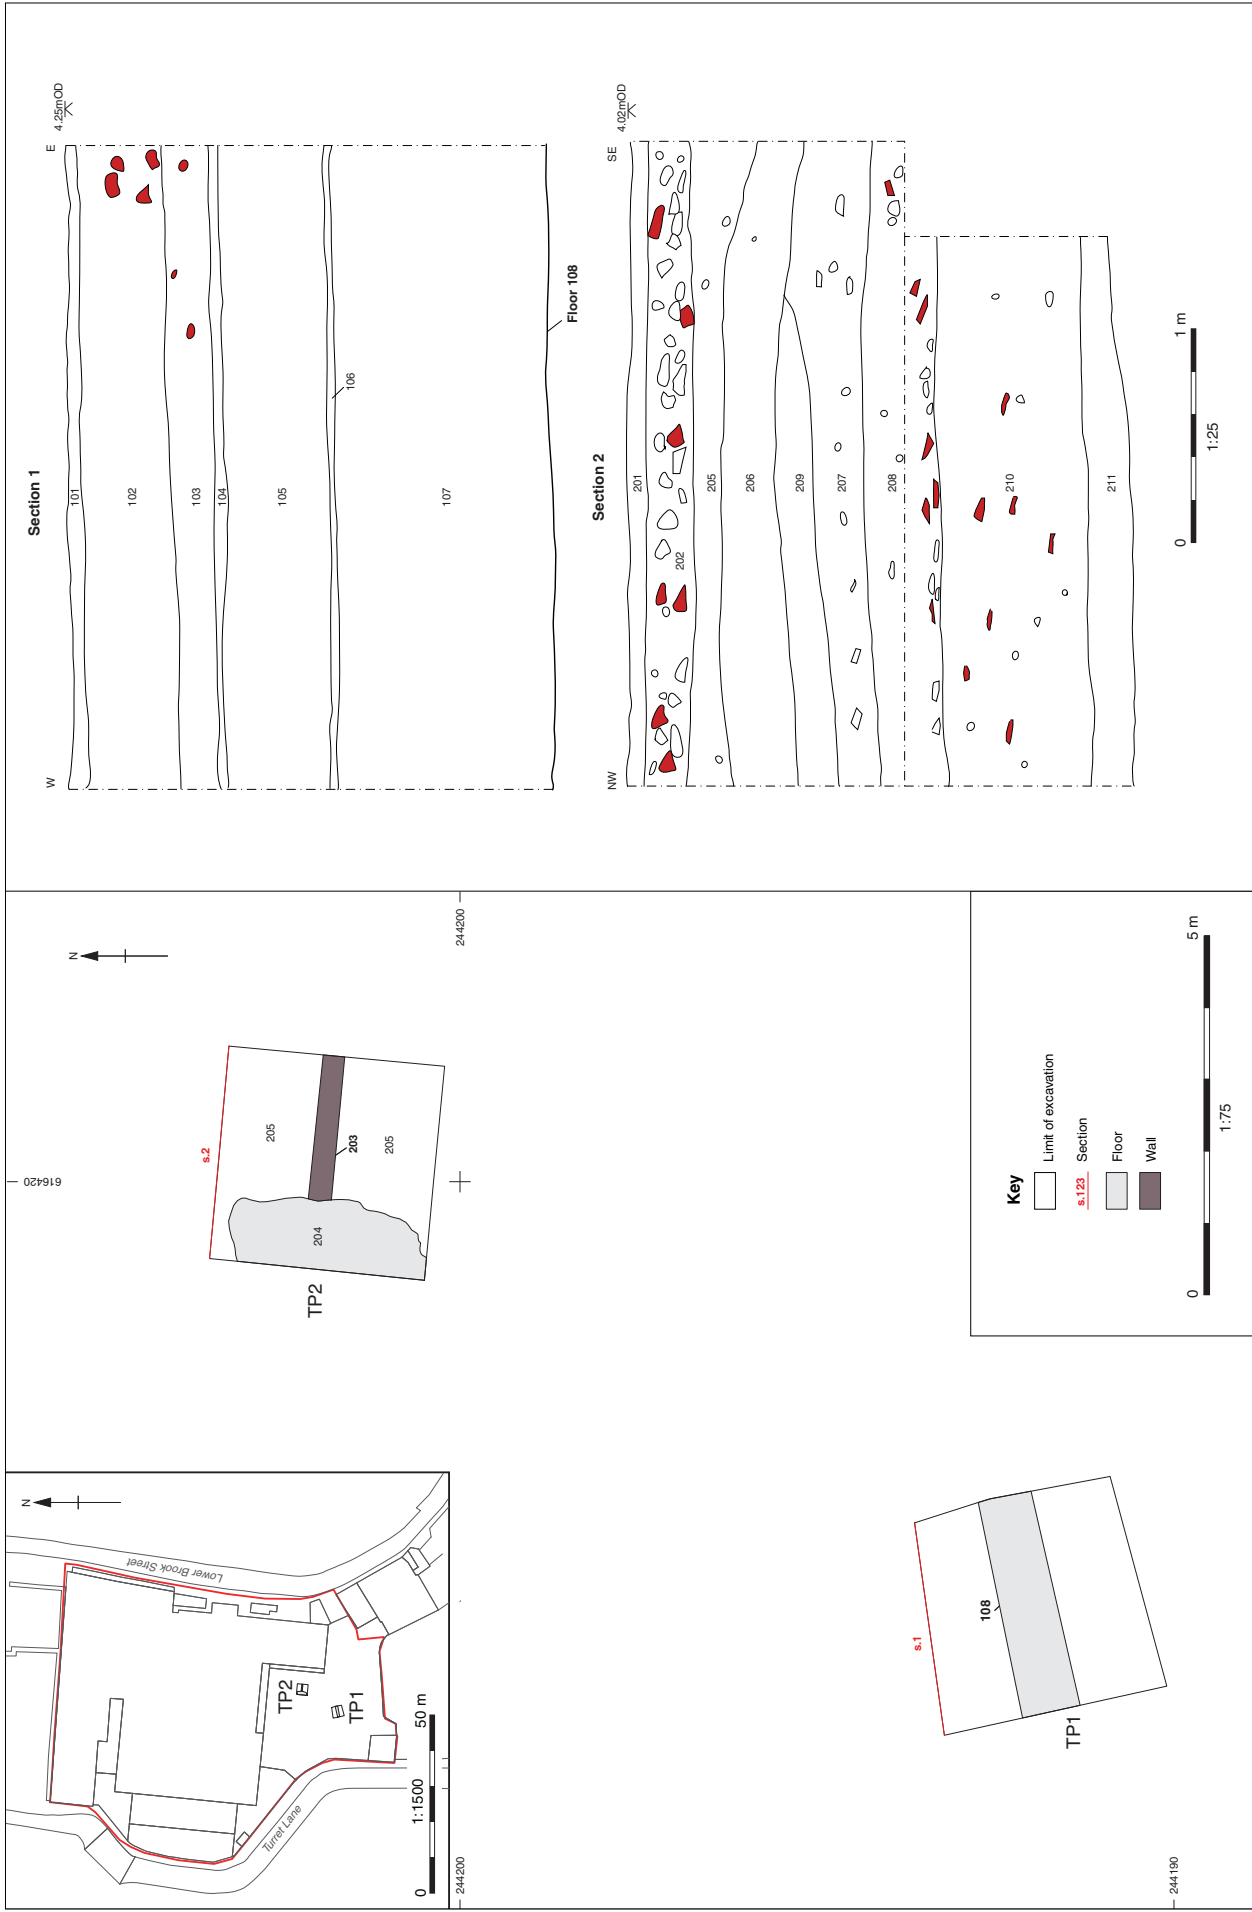 N
Lower Brook Street
Turret Lane
TP2
TP1
0
50 m
1:1500
244200
244190
616420
244200
N
s.2
205
203
205
204
TP2
s.1
108
TP1
Key
Limit of excavation
s.123
Section
Floor
Wall
0
5 m
1:75
Section 1
W
E
4.25mOD
101
102
103
104
105
106
107
Floor 108
Section 2
NW
SE
4.02mOD
201
202
205
206
209
207
208
210
211
0
1 m
1:25